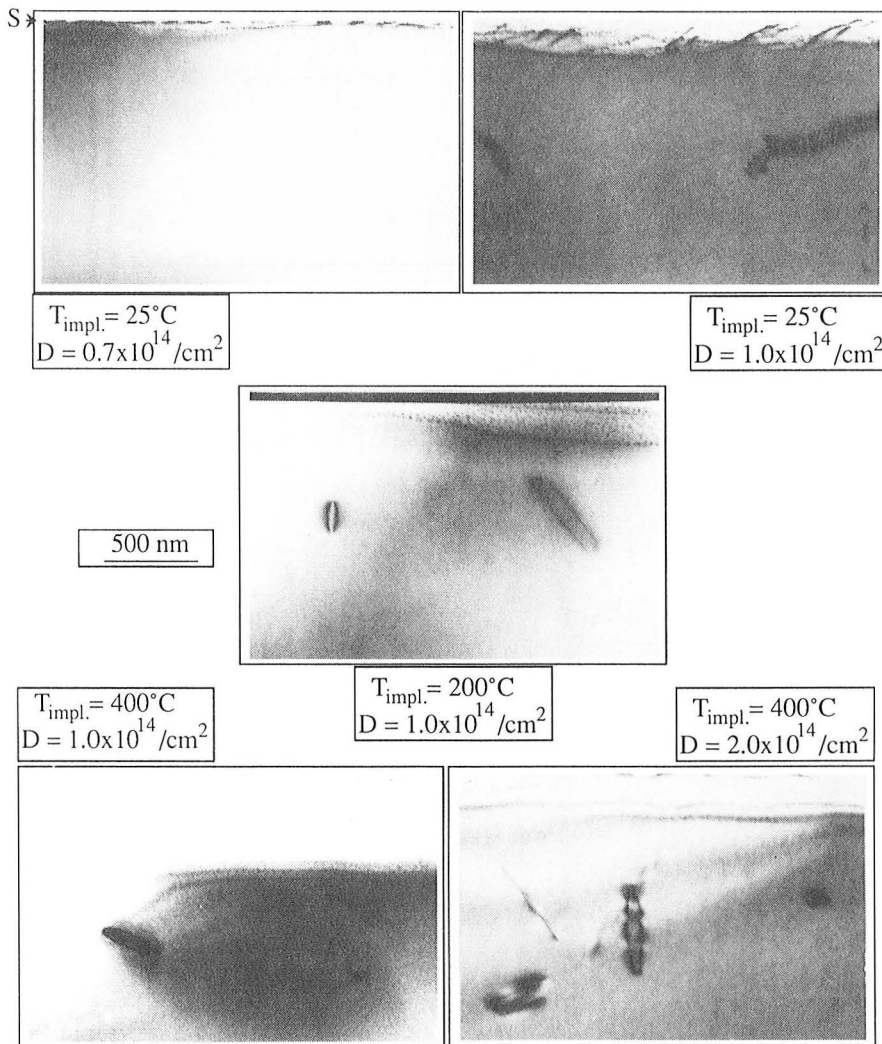 S
T_impl. = 25°C
D = 0.7x10^14/cm^2
T_impl. = 25°C
D = 1.0x10^14/cm^2
500 nm
T_impl. = 200°C
D = 1.0x10^14/cm^2
T_impl. = 400°C
D = 1.0x10^14/cm^2
T_impl. = 400°C
D = 2.0x10^14/cm^2